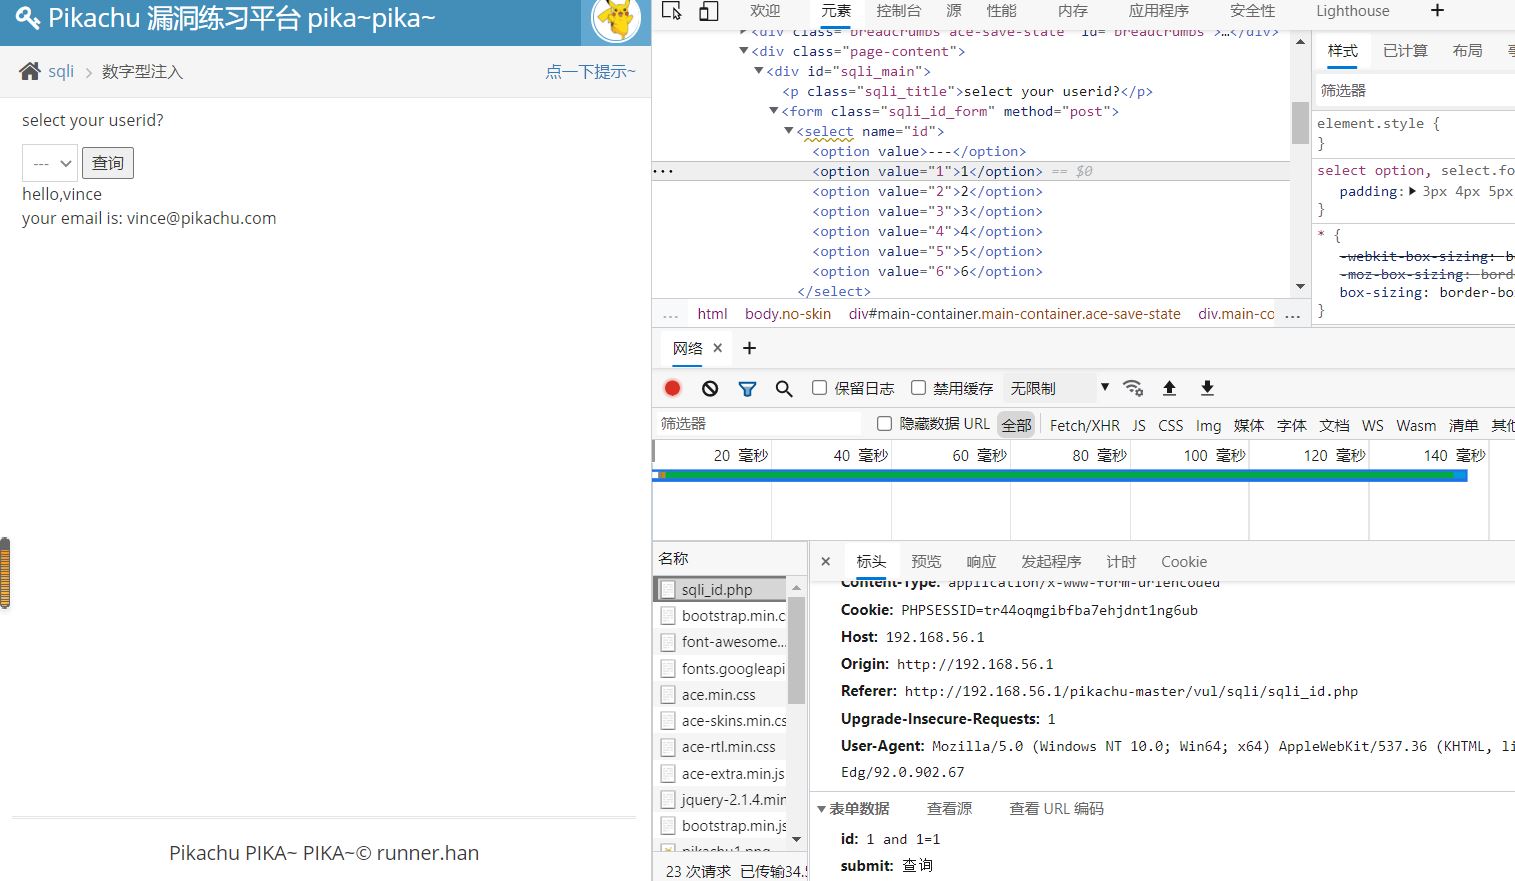 Pikachu 漏洞练习平台 pika~pika~
sqli
数字型注入
点一下提示~
select your userid?
---
查询
hello,vince
your email is: vince@pikachu.com
Pikachu PIKA~ PIKA~© runner.han
欢迎 元素 控制台 源 性能 内存 应用程序 安全性 Lighthouse +
<div class="breadcrumbs ace-save-state" id="breadcrumbs">…</div>
<div class="page-content">
<div id="sqli_main">
<p class="sqli_title">select your userid?</p>
<form class="sqli_id_form" method="post">
<select name="id">
<option value>---</option>
<option value="1">1</option> == $0
<option value="2">2</option>
<option value="3">3</option>
<option value="4">4</option>
<option value="5">5</option>
<option value="6">6</option>
</select>
... html body.no-skin div#main-container.main-container.ace-save-state div.main-co ...
样式 已计算 布局
筛选器
element.style {
}
select option, select.fo
padding: 3px 4px 5px
}
* {
-webkit-box-sizing: b
-moz-box-sizing: bord
box-sizing: border-bo
}
网络 × +
保留日志 禁用缓存 无限制
筛选器 隐藏数据 URL 全部 Fetch/XHR JS CSS Img 媒体 字体 文档 WS Wasm 清单 其他
20 毫秒 40 毫秒 60 毫秒 80 毫秒 100 毫秒 120 毫秒 140 毫秒
名称
sqli_id.php
bootstrap.min.c
font-awesome...
fonts.googleapi
ace.min.css
ace-skins.min.cs
ace-rtl.min.css
ace-extra.min.js
jquery-2.1.4.min
bootstrap.min.js
pikachu1.png
23 次请求 已传输34.5
× 标头 预览 响应 发起程序 计时 Cookie
Content-Type: application/x-www-form-urlencoded
Cookie: PHPSESSID=tr44oqmgibfba7ehjdnt1ng6ub
Host: 192.168.56.1
Origin: http://192.168.56.1
Referer: http://192.168.56.1/pikachu-master/vul/sqli/sqli_id.php
Upgrade-Insecure-Requests: 1
User-Agent: Mozilla/5.0 (Windows NT 10.0; Win64; x64) AppleWebKit/537.36 (KHTML, li
Edg/92.0.902.67
表单数据 查看源 查看 URL 编码
id: 1 and 1=1
submit: 查询